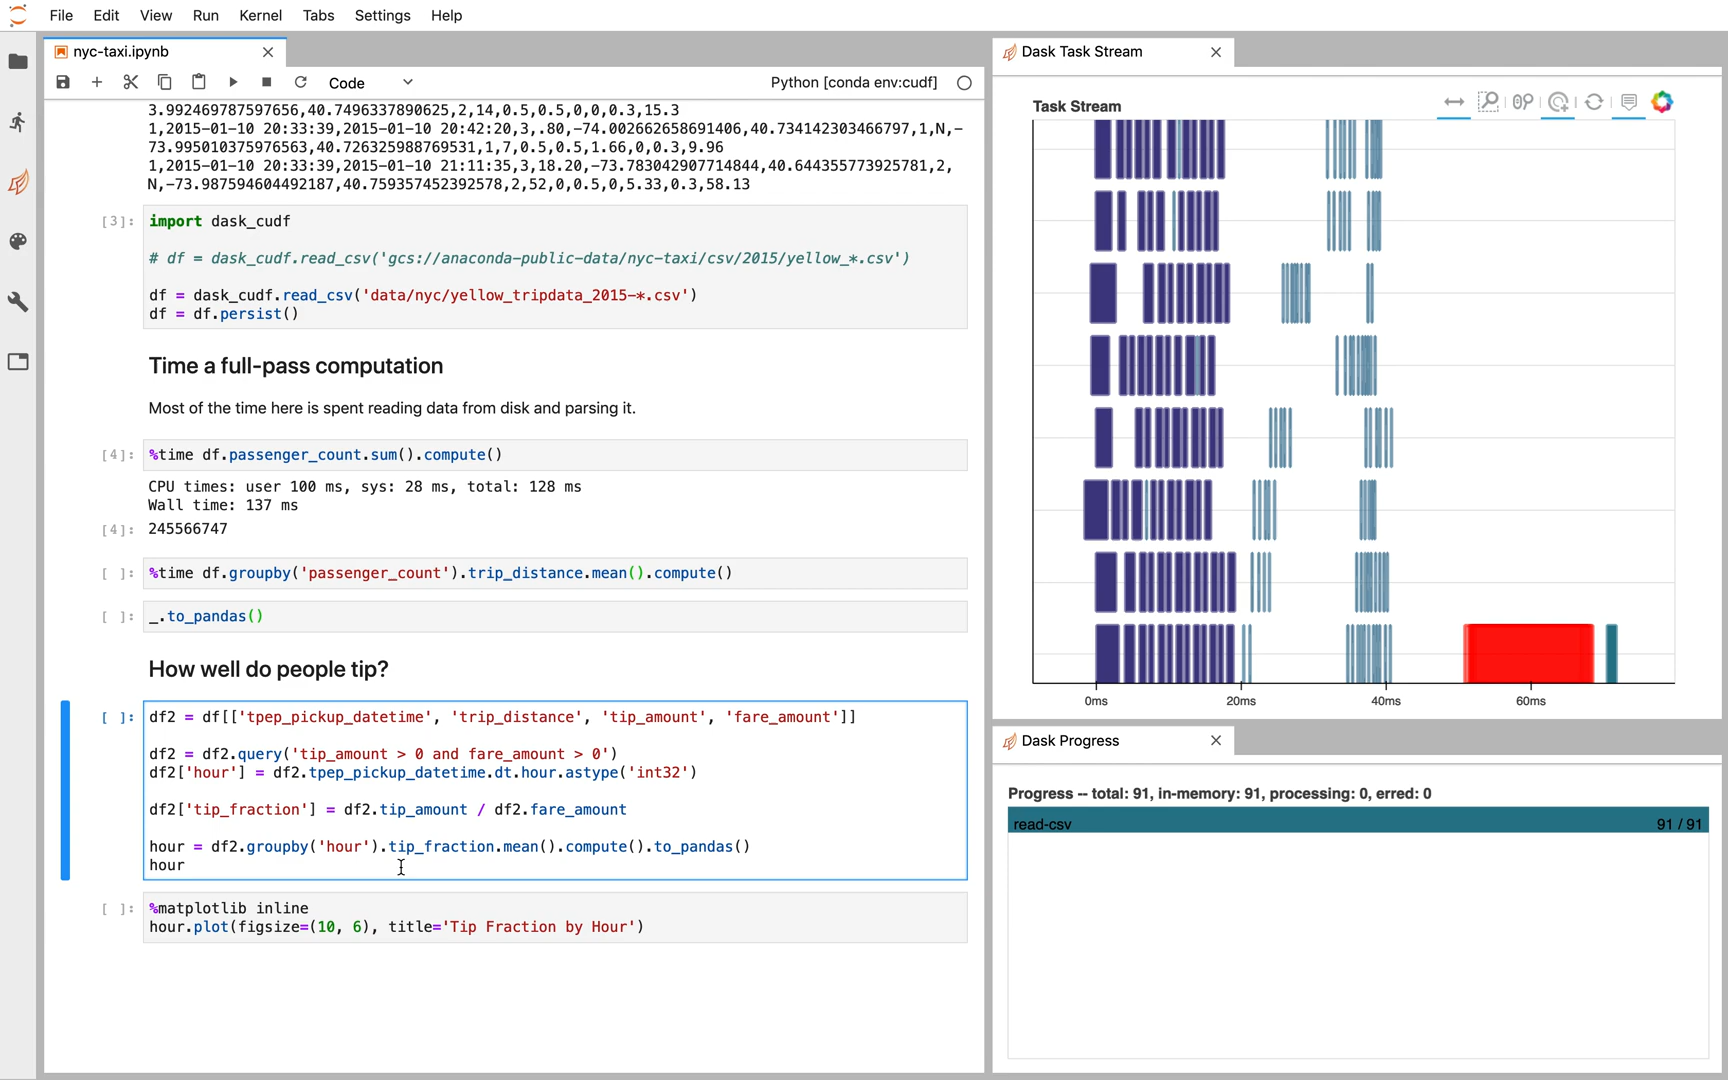 File Edit View Run Kernel Tabs Settings Help
nyc-taxi.ipynb
Code
Python [conda env:cudf]
3.992469787597656,40.7496337890625,2,14,0.5,0.5,0,0,0.3,15.3
1,2015-01-10 20:33:39,2015-01-10 20:42:20,3,.80,-74.002662658691406,40.734142303466797,1,N,-
73.995010375976563,40.726325988769531,1,7,0.5,0.5,1.66,0,0.3,9.96
1,2015-01-10 20:33:39,2015-01-10 21:11:35,3,18.20,-73.783042907714844,40.644355773925781,2,
N,-73.987594604492187,40.759357452392578,2,52,0,0.5,0,5.33,0.3,58.13
[3]: import dask_cudf
# df = dask_cudf.read_csv('gcs://anaconda-public-data/nyc-taxi/csv/2015/yellow_*.csv')
df = dask_cudf.read_csv('data/nyc/yellow_tripdata_2015-*.csv')
df = df.persist()
Time a full-pass computation
Most of the time here is spent reading data from disk and parsing it.
[4]: %time df.passenger_count.sum().compute()
CPU times: user 100 ms, sys: 28 ms, total: 128 ms
Wall time: 137 ms
[4]: 245566747
[ ]: %time df.groupby('passenger_count').trip_distance.mean().compute()
[ ]: _.to_pandas()
How well do people tip?
[ ]: df2 = df[['tpep_pickup_datetime', 'trip_distance', 'tip_amount', 'fare_amount']]
df2 = df2.query('tip_amount > 0 and fare_amount > 0')
df2['hour'] = df2.tpep_pickup_datetime.dt.hour.astype('int32')
df2['tip_fraction'] = df2.tip_amount / df2.fare_amount
hour = df2.groupby('hour').tip_fraction.mean().compute().to_pandas()
hour
[ ]: %matplotlib inline
hour.plot(figsize=(10, 6), title='Tip Fraction by Hour')
Dask Task Stream
Task Stream
0ms 20ms 40ms 60ms
Dask Progress
Progress -- total: 91, in-memory: 91, processing: 0, erred: 0
read-csv 91 / 91